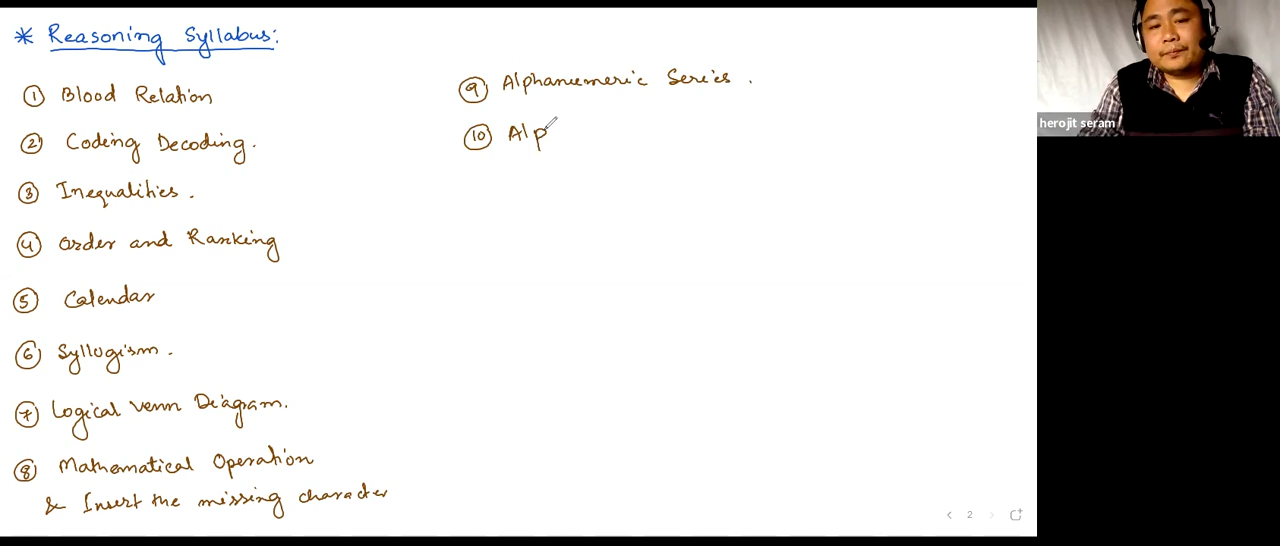 * Reasoning Syllabus:
① Blood Relation
② Coding Decoding.
③ Inequalities.
④ Order and Ranking
⑤ Calendar
⑥ Syllogism.
⑦ Logical Venn Diagram.
⑧ Mathematical Operation
& Insert the missing character
⑨ Alphanumeric Series.
⑩ Alp
herojit seram
< 2 >